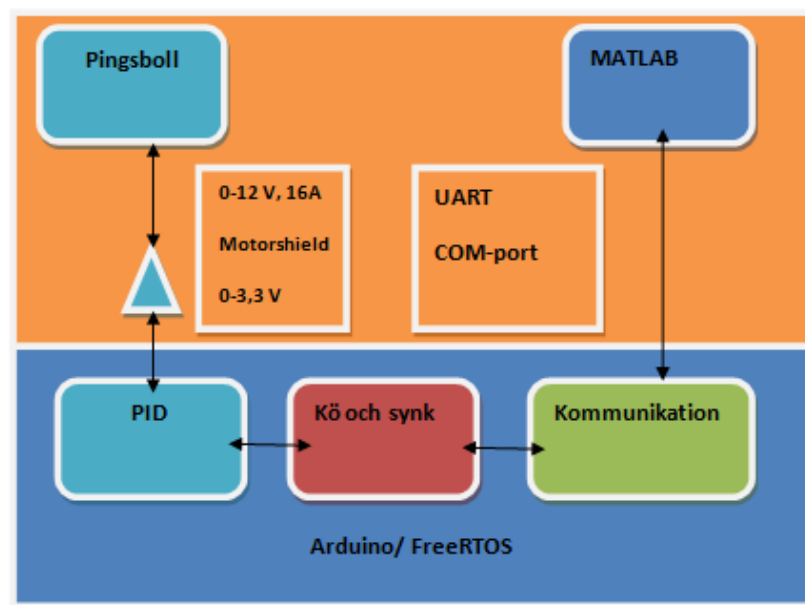 Pingsboll
MATLAB
0-12 V, 16A
Motorshield
0-3,3 V
UART
COM-port
PID
Kö och synk
Kommunikation
Arduino/ FreeRTOS